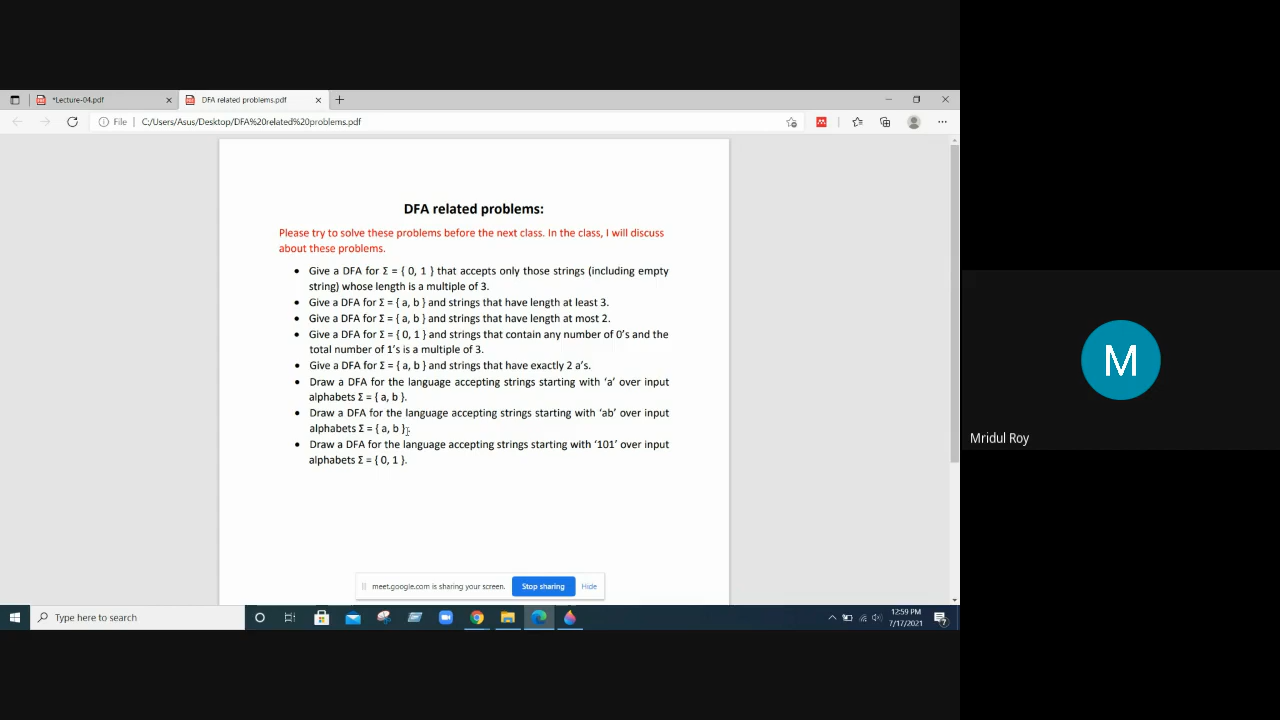 *Lecture-04.pdf
DFA related problems.pdf
File
C:/Users/Asus/Desktop/DFA%20related%20problems.pdf
DFA related problems:
Please try to solve these problems before the next class. In the class, I will discuss
about these problems.
• Give a DFA for Σ = { 0, 1 } that accepts only those strings (including empty
string) whose length is a multiple of 3.
• Give a DFA for Σ = { a, b } and strings that have length at least 3.
• Give a DFA for Σ = { a, b } and strings that have length at most 2.
• Give a DFA for Σ = { 0, 1 } and strings that contain any number of 0's and the
total number of 1's is a multiple of 3.
• Give a DFA for Σ = { a, b } and strings that have exactly 2 a's.
• Draw a DFA for the language accepting strings starting with ‘a’ over input
alphabets Σ = { a, b }.
• Draw a DFA for the language accepting strings starting with ‘ab’ over input
alphabets Σ = { a, b }.
• Draw a DFA for the language accepting strings starting with ‘101’ over input
alphabets Σ = { 0, 1 }.
M
Mridul Roy
meet.google.com is sharing your screen.
Stop sharing
Hide
Type here to search
12:59 PM
7/17/2021